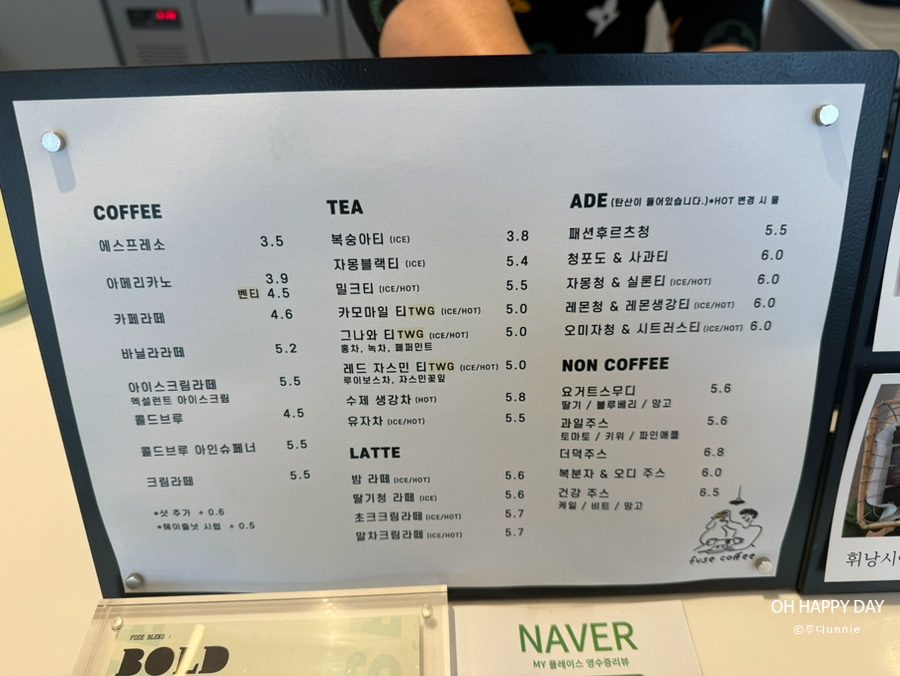 COFFEE
에스프레소 3.5
아메리카노 3.9
벤티 4.5
카페라떼 4.6
바닐라라떼 5.2
아이스크림라떼 5.5
엑설런트 아이스크림
콜드브루 4.5
콜드브루 아인슈페너 5.5
크림라떼 5.5
*샷 추가 + 0.6
*헤이즐넛 시럽 + 0.5
TEA
복숭아티 (ICE) 3.8
자몽블랙티 (ICE) 5.4
밀크티 (ICE/HOT) 5.5
카모마일 티TWG (ICE/HOT) 5.0
그나와 티TWG (ICE/HOT) 5.0
홍차, 녹차, 페퍼민트
레드 자스민 티TWG (ICE/HOT) 5.0
루이보스차, 자스민꽃잎
수제 생강차 (HOT) 5.8
유자차 (ICE/HOT) 5.5
LATTE
밤 라떼 (ICE/HOT) 5.6
딸기청 라떼 (ICE) 5.6
초코크림라떼 (ICE/HOT) 5.7
말차크림라떼 (ICE/HOT) 5.7
ADE (탄산이 들어있습니다.)*HOT 변경 시 물
패션후르츠청 5.5
청포도 & 사과티 6.0
자몽청 & 실론티 (ICE/HOT) 6.0
레몬청 & 레몬생강티 (ICE/HOT) 6.0
오미자청 & 시트러스티 (ICE/HOT) 6.0
NON COFFEE
요거트스무디 5.6
딸기 / 블루베리 / 망고
과일주스 5.6
토마토 / 키위 / 파인애플
더덕주스 6.8
복분자 & 오디 주스 6.0
건강 주스 6.5
케일 / 비트 / 망고
fuse coffee
휘낭시
FUSE BLEND :
BOLD
NAVER
MY 플레이스 영수증리뷰
OH HAPPY DAY
©루디unnie